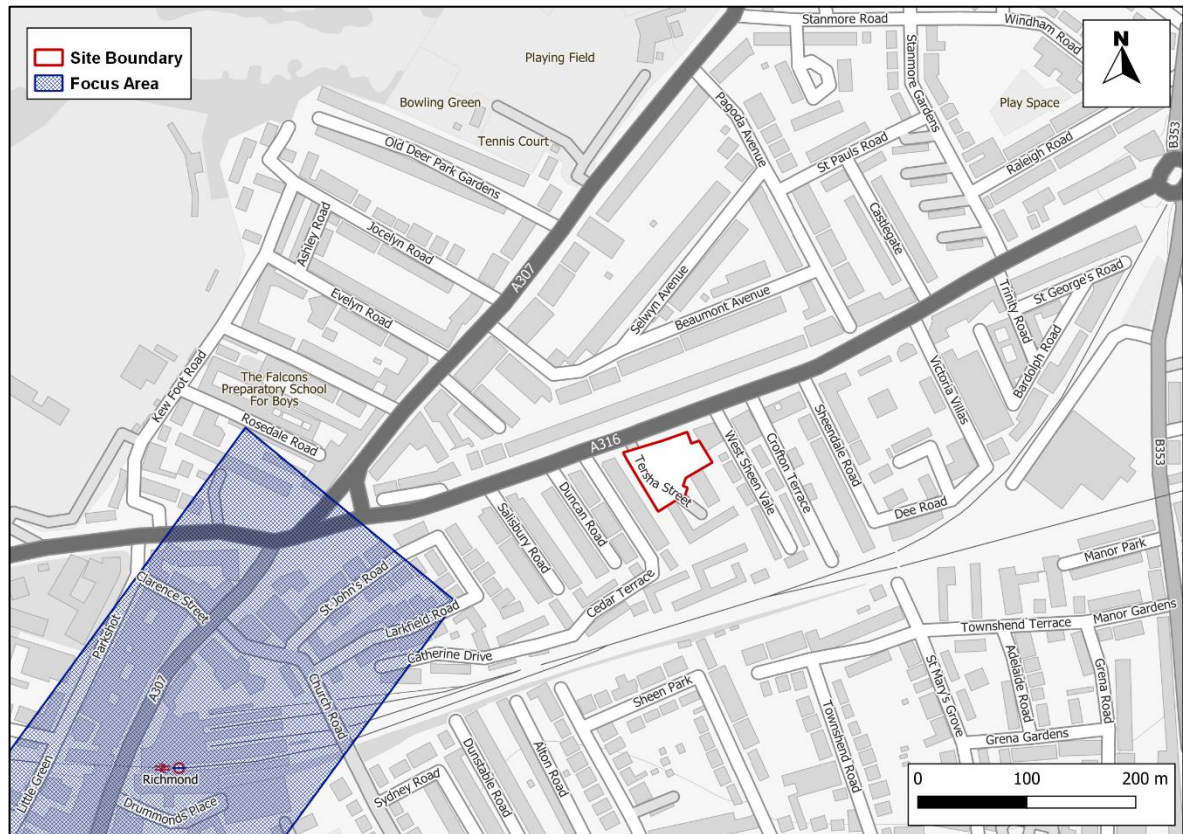 Site Boundary
Focus Area
N
Playing Field
Bowling Green
Tennis Court
Old Deer Park Gardens
Stanmore Road
Windham Road
Stanmore Gardens
Play Space
Pagoda Avenue
St Pauls Road
Raleigh Road
B353
Ashley Road
Jocelyn Road
A307
Castlegate
Evelyn Road
Selwyn Avenue
Beaumont Avenue
Trinity Road
St George's Road
Bardolph Road
Kew Foot Road
The Falcons
Preparatory School
For Boys
Rosedale Road
Victoria Villas
A316
Sheendale Road
Crofton Terrace
West Sheen Vale
Tersha Street
B353
Duncan Road
Salisbury Road
Dee Road
Manor Park
Clarence Street
St John's Road
Cedar Terrace
Larkfield Road
Catherine Drive
Parkshot
A307
Church Road
Townshend Terrace
Manor Gardens
St Mary's Grove
Adelaide Road
Grena Road
Sheen Park
Townshend Road
Grena Gardens
Little Green
Richmond
Drummonds Place
Sydney Road
Dunstable Road
Alton Road
0 100 200 m